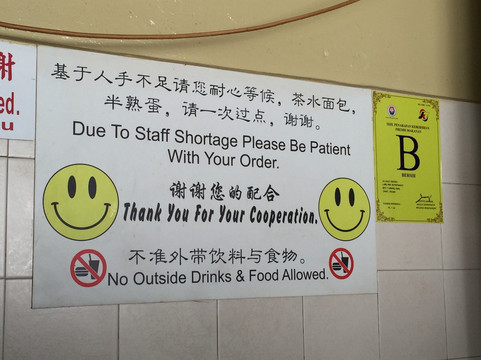 谢
ed.
u
基于人手不足请您耐心等候，茶水面包，
半熟蛋，请一次过点，谢谢。
Due To Staff Shortage Please Be Patient
With Your Order.
谢谢您的配合
Thank You For Your Cooperation.
不准外带饮料与食物。
No Outside Drinks & Food Allowed.
B
BERSIH